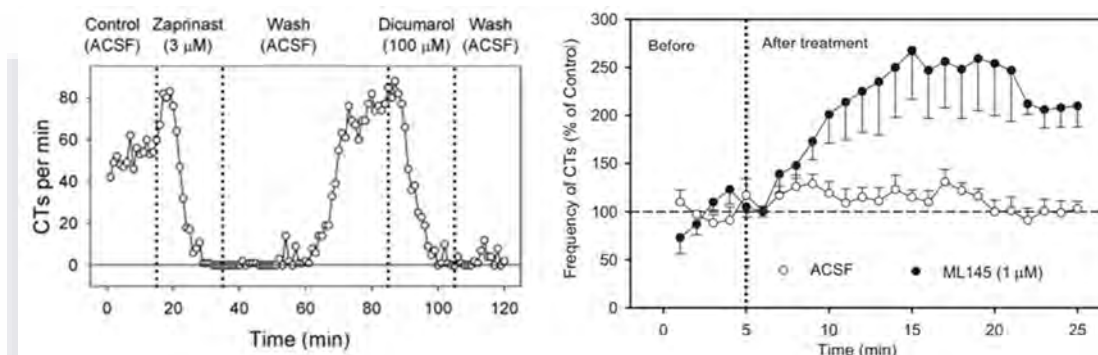 Control Zaprinast Wash Dicumarol Wash
(ACSF) (3 μM) (ACSF) (100 μM) (ACSF)
CTs per min
80
60
40
20
0
0 20 40 60 80 100 120
Time (min)
300
250
200
150
100
50
0
Frequency of CTs (% of Control)
Before After treatment
ACSF ML145 (1 μM)
0 5 10 15 20 25
Time (min)